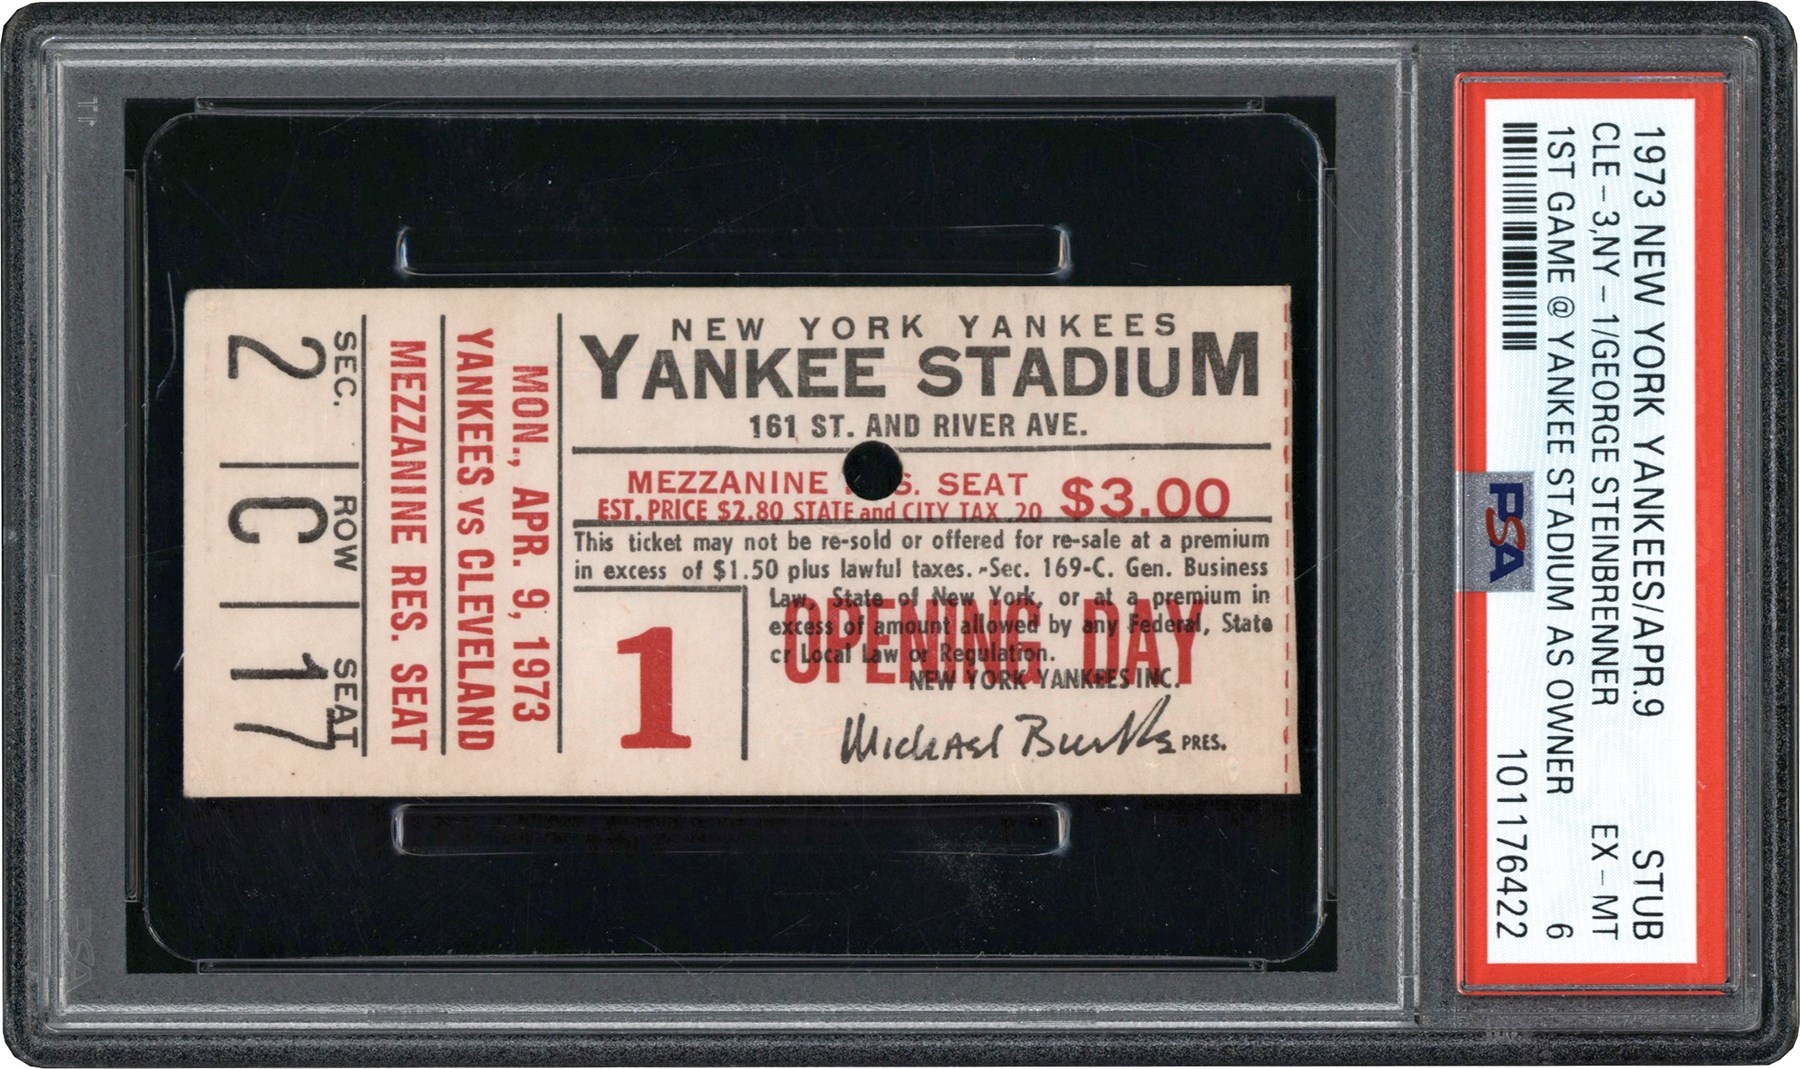 NEW YORK YANKEES
YANKEE STADIUM
161 ST. AND RIVER AVE.
MEZZANINE S. SEAT $3.00
EST. PRICE $2.80 STATE and CITY TAX .20
This ticket may not be re-sold or offered for re-sale at a premium
in excess of $1.50 plus lawful taxes.-Sec. 169-C. Gen. Business
Law, State of New York, or at a premium in
excess of amount allowed by any Federal, State
cr Local Law or Regulation.
NEW YORK YANKEES INC.
OPENING DAY
1
Michael Burke PRES.
MON., APR. 9, 1973
YANKEES VS CLEVELAND
MEZZANINE RES. SEAT
SEC. ROW SEAT
2 C 17
1973 NEW YORK YANKEES/APR.9 STUB
CLE-3,NY-1/GEORGE STEINBRENNER EX-MT
1ST GAME @ YANKEE STADIUM AS OWNER 6
101176422
PSA